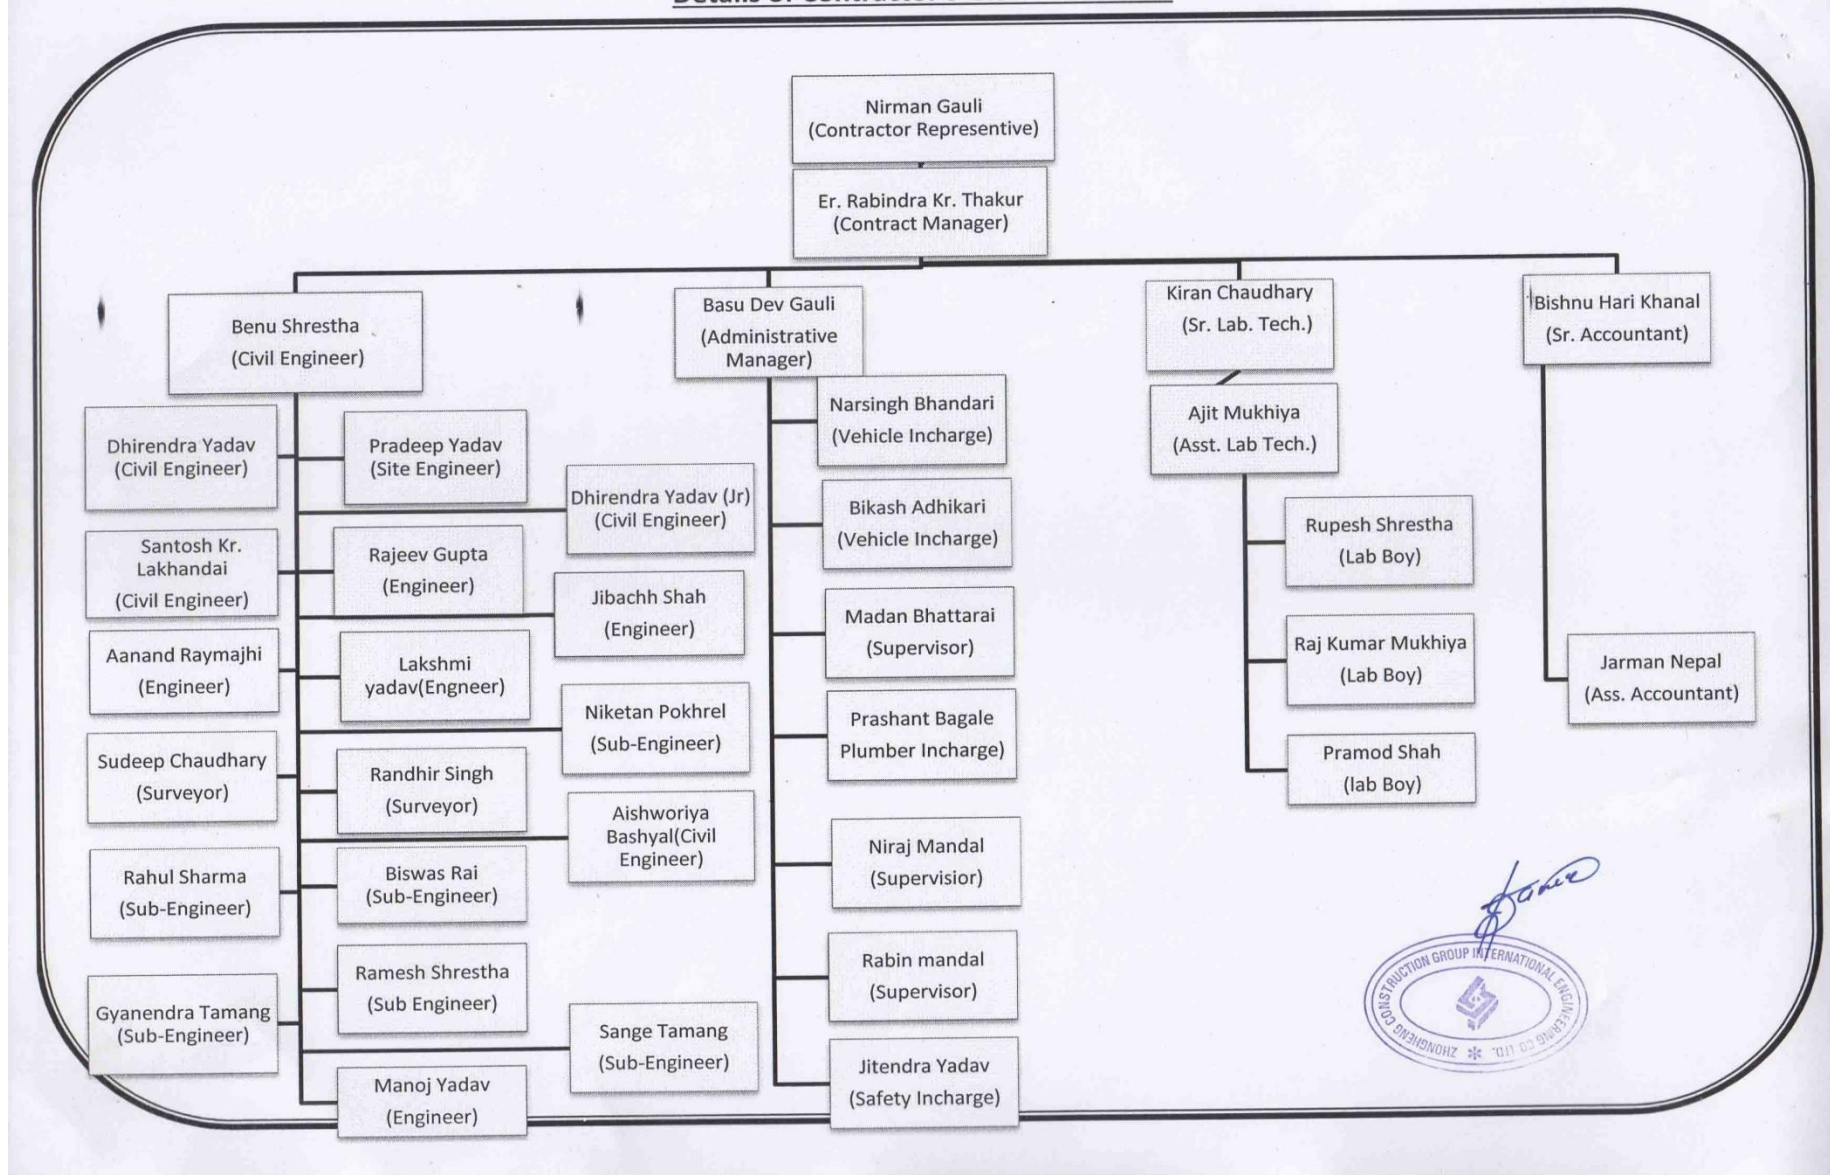 Nirman Gauli
(Contractor Representive)
Er. Rabindra Kr. Thakur
(Contract Manager)
Benu Shrestha
(Civil Engineer)
Basu Dev Gauli
(Administrative
Manager)
Kiran Chaudhary
(Sr. Lab. Tech.)
Bishnu Hari Khanal
(Sr. Accountant)
Dhirendra Yadav
(Civil Engineer)
Pradeep Yadav
(Site Engineer)
Dhirendra Yadav (Jr)
(Civil Engineer)
Santosh Kr.
Lakhandai
(Civil Engineer)
Rajeev Gupta
(Engineer)
Jibachh Shah
(Engineer)
Aanand Raymajhi
(Engineer)
Lakshmi
yadav(Engneer)
Niketan Pokhrel
(Sub-Engineer)
Sudeep Chaudhary
(Surveyor)
Randhir Singh
(Surveyor)
Aishworiya
Bashyal(Civil
Engineer)
Rahul Sharma
(Sub-Engineer)
Biswas Rai
(Sub-Engineer)
Ramesh Shrestha
(Sub Engineer)
Gyanendra Tamang
(Sub-Engineer)
Sange Tamang
(Sub-Engineer)
Manoj Yadav
(Engineer)
Narsingh Bhandari
(Vehicle Incharge)
Bikash Adhikari
(Vehicle Incharge)
Madan Bhattarai
(Supervisor)
Prashant Bagale
Plumber Incharge)
Niraj Mandal
(Supervisior)
Rabin mandal
(Supervisor)
Jitendra Yadav
(Safety Incharge)
Ajit Mukhiya
(Asst. Lab Tech.)
Rupesh Shrestha
(Lab Boy)
Raj Kumar Mukhiya
(Lab Boy)
Pramod Shah
(lab Boy)
Jarman Nepal
(Ass. Accountant)
ZHONGHENG CONSTRUCTION GROUP INTERNATIONAL ENGINEERING CO LTD.